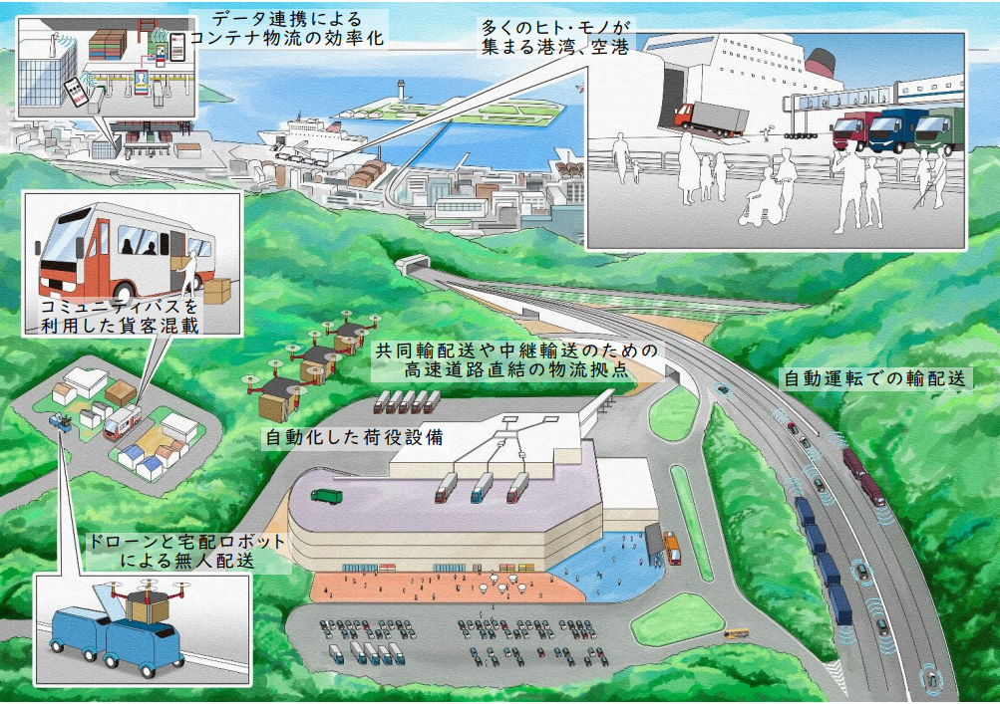 データ連携による
コンテナ物流の効率化
多くのヒト・モノが
集まる港湾、空港
コミュニティバスを
利用した貨客混載
共同輸配送や中継輸送のための
高速道路直結の物流拠点
自動運転での輸配送
自動化した荷役設備
ドローンと宅配ロボット
による無人配送